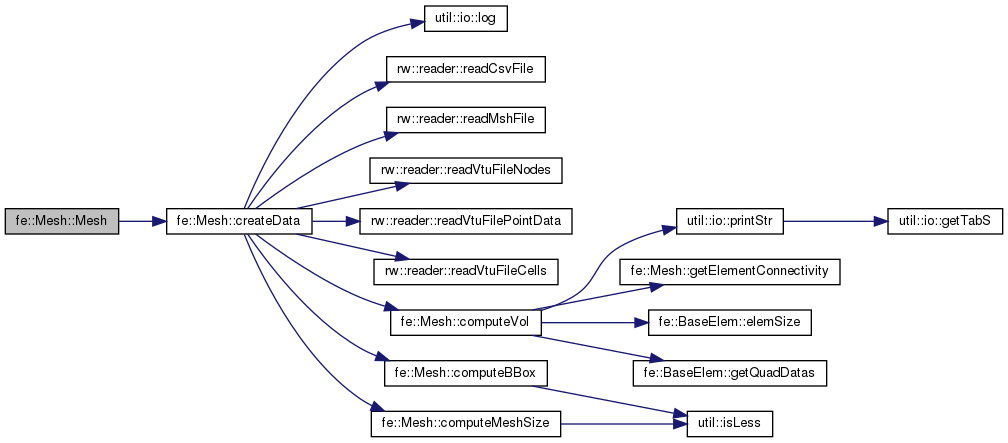 util::io::log
rw::reader::readCsvFile
rw::reader::readMshFile
rw::reader::readVtuFileNodes
fe::Mesh::Mesh
fe::Mesh::createData
rw::reader::readVtuFilePointData
util::io::printStr
util::io::getTabS
rw::reader::readVtuFileCells
fe::Mesh::getElementConnectivity
fe::Mesh::computeVol
fe::BaseElem::elemSize
fe::Mesh::computeBBox
fe::BaseElem::getQuadDatas
fe::Mesh::computeMeshSize
util::isLess